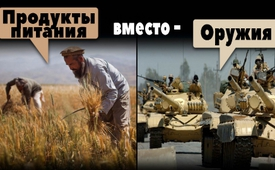 Продукты
питания
вместо -
Оружия